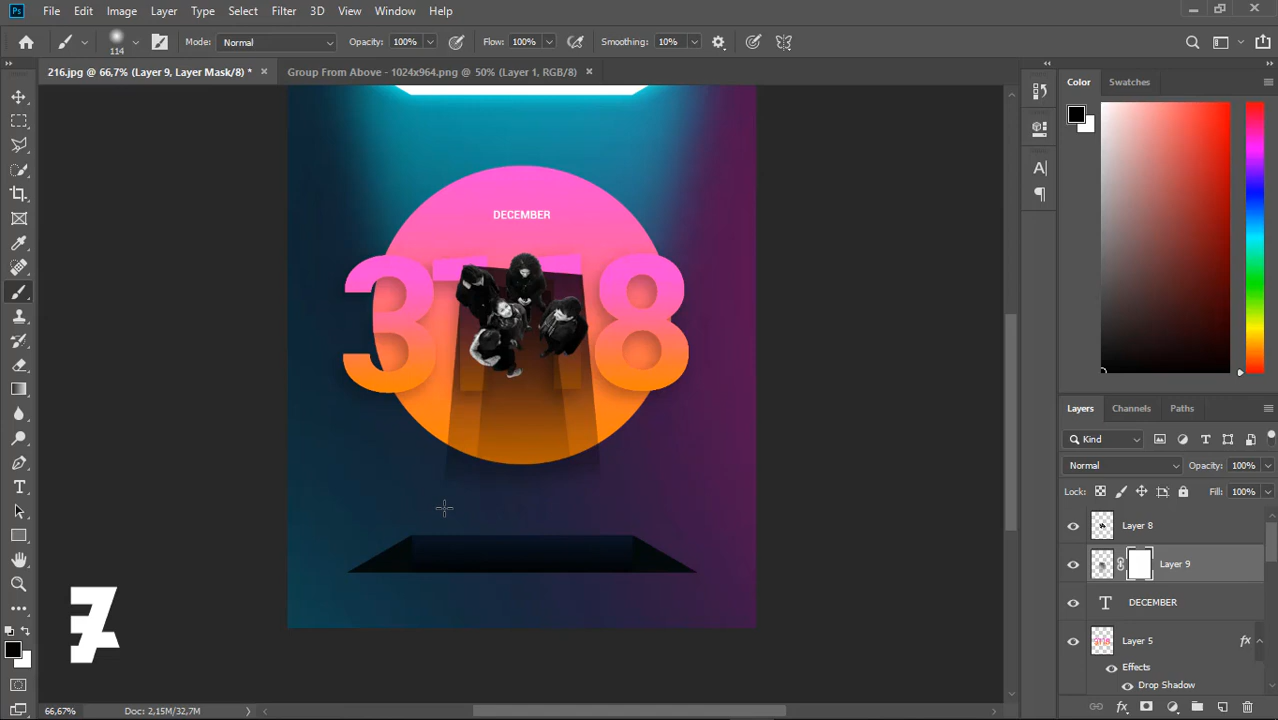 Ps File Edit Image Layer Type Select Filter 3D View Window Help
114 Mode: Normal Opacity: 100% Flow: 100% Smoothing: 10%
216.jpg @ 66,7% (Layer 9, Layer Mask/8) * × Group From Above - 1024x964.png @ 50% (Layer 1, RGB/8) ×
Color Swatches
DECEMBER
Layers Channels Paths
Kind
Normal Opacity: 100%
Lock: Fill: 100%
Layer 8
Layer 9
DECEMBER
Layer 5 fx
Effects
Drop Shadow
66,67% Doc: 2,15M/32,7M